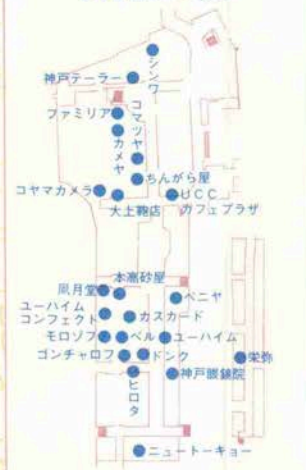 シンワ
神戸テーラー
ファミリア
コマツヤ
カメヤ
ちんがら屋
コヤマカメラ
大上鞄店
UCC
カフェプラザ
本高砂屋
凮月堂
ベニヤ
ユーハイム
コンフェクト
カスカード
モロゾフ
ベル
ユーハイム
ゴンチャロフ
ドンク
栄弥
ヒロタ
神戸眼鏡院
ニュートーキョー